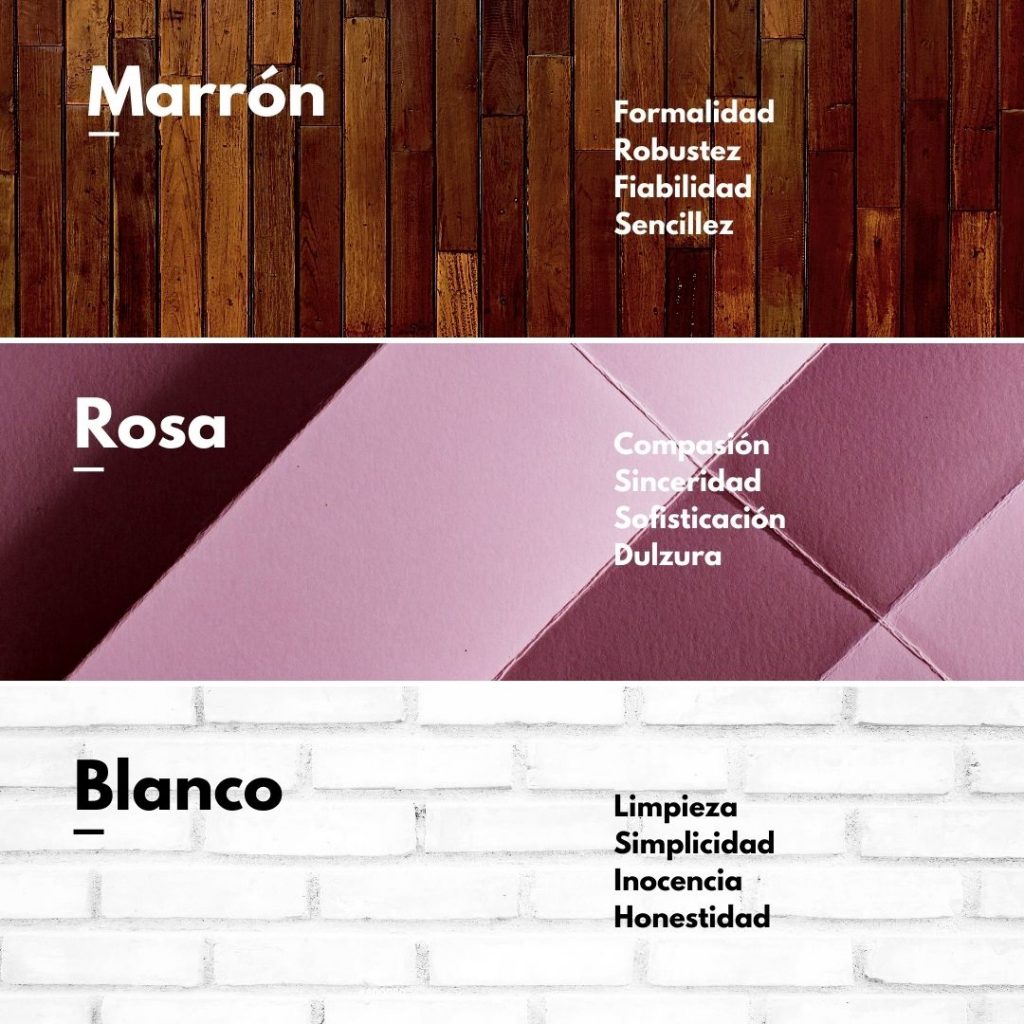 Marrón
Formalidad
Robustez
Fiabilidad
Sencillez
Rosa
Compasión
Sinceridad
Sofisticación
Dulzura
Blanco
Limpieza
Simplicidad
Inocencia
Honestidad